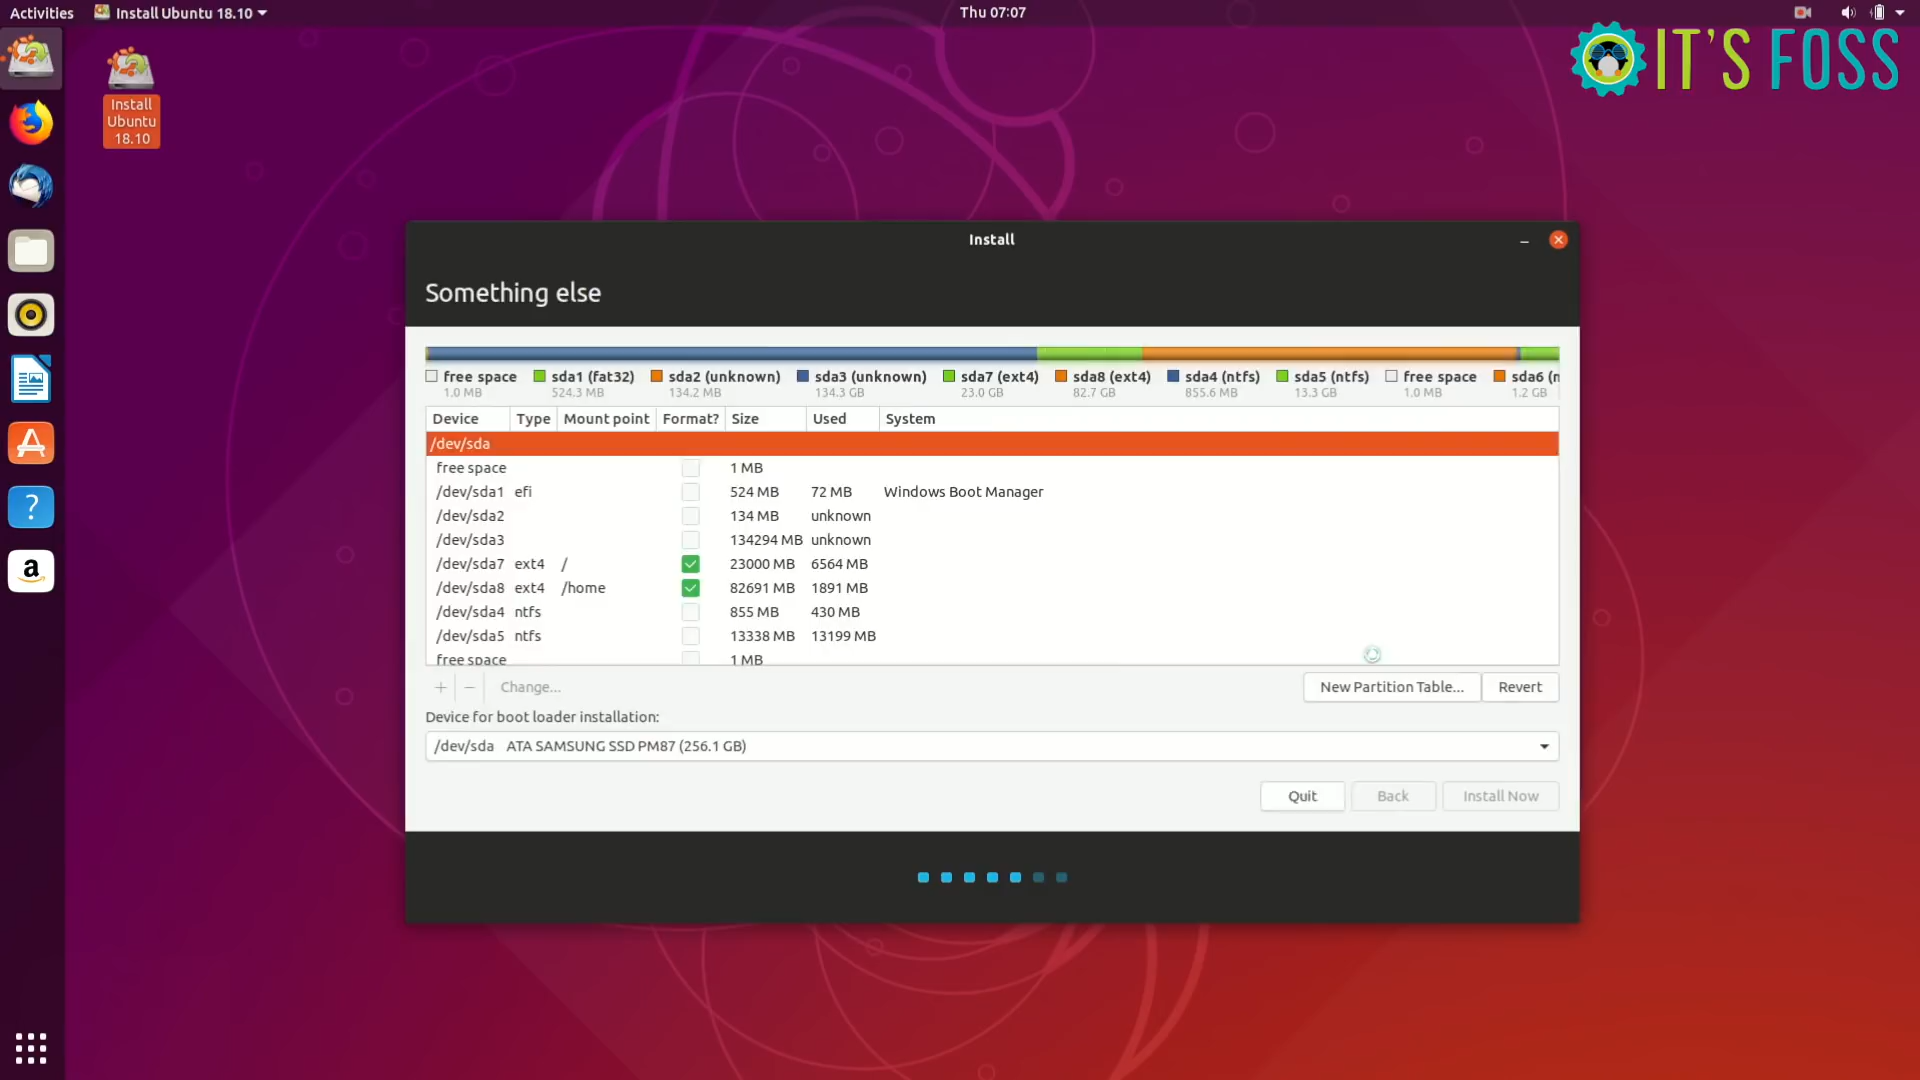 Activities Install Ubuntu 18.10 Thu 07:07
IT'S FOSS
Install
Ubuntu
18.10
Install
Something else
free space sda1 (fat32) sda2 (unknown) sda3 (unknown) sda7 (ext4) sda8 (ext4) sda4 (ntfs) sda5 (ntfs) free space sda6 (n
1.0 MB 524.3 MB 134.2 MB 134.3 GB 23.0 GB 82.7 GB 855.6 MB 13.3 GB 1.0 MB 1.2 GB
Device Type Mount point Format? Size Used System
/dev/sda
free space 1 MB
/dev/sda1 efi 524 MB 72 MB Windows Boot Manager
/dev/sda2 134 MB unknown
/dev/sda3 134294 MB unknown
/dev/sda7 ext4 / 23000 MB 6564 MB
/dev/sda8 ext4 /home 82691 MB 1891 MB
/dev/sda4 ntfs 855 MB 430 MB
/dev/sda5 ntfs 13338 MB 13199 MB
free space 1 MB
+ − Change... New Partition Table... Revert
Device for boot loader installation:
/dev/sda ATA SAMSUNG SSD PM87 (256.1 GB)
Quit Back Install Now